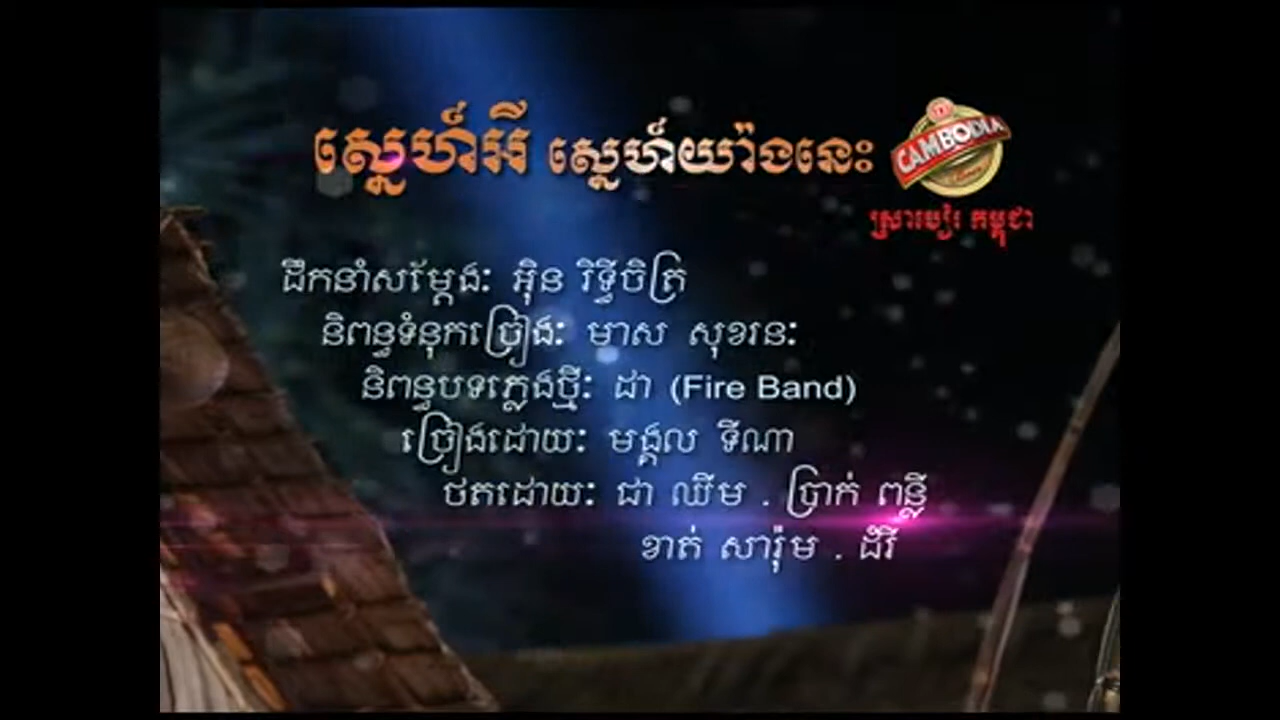 ស្នេហ៍អី ស្នេហ៍យ៉ាងនេះ
CAMBODIA
Beer
ស្រាបៀរ កម្ពុជា
ដឹកនាំសម្ដែងៈ អ៊ិន រិទ្ធីចិត្រ
និពន្ធទំនុកច្រៀងៈ មាស សុខរនៈ
និពន្ធបទភ្លេងថ្មីៈ ដា (Fire Band)
ច្រៀងដោយៈ មង្គល ទីណា
ថតដោយៈ ជា ឈឹម . ប្រាក់ ពន្លឺ
ខាត់ សារ៉ុម . ដំរី